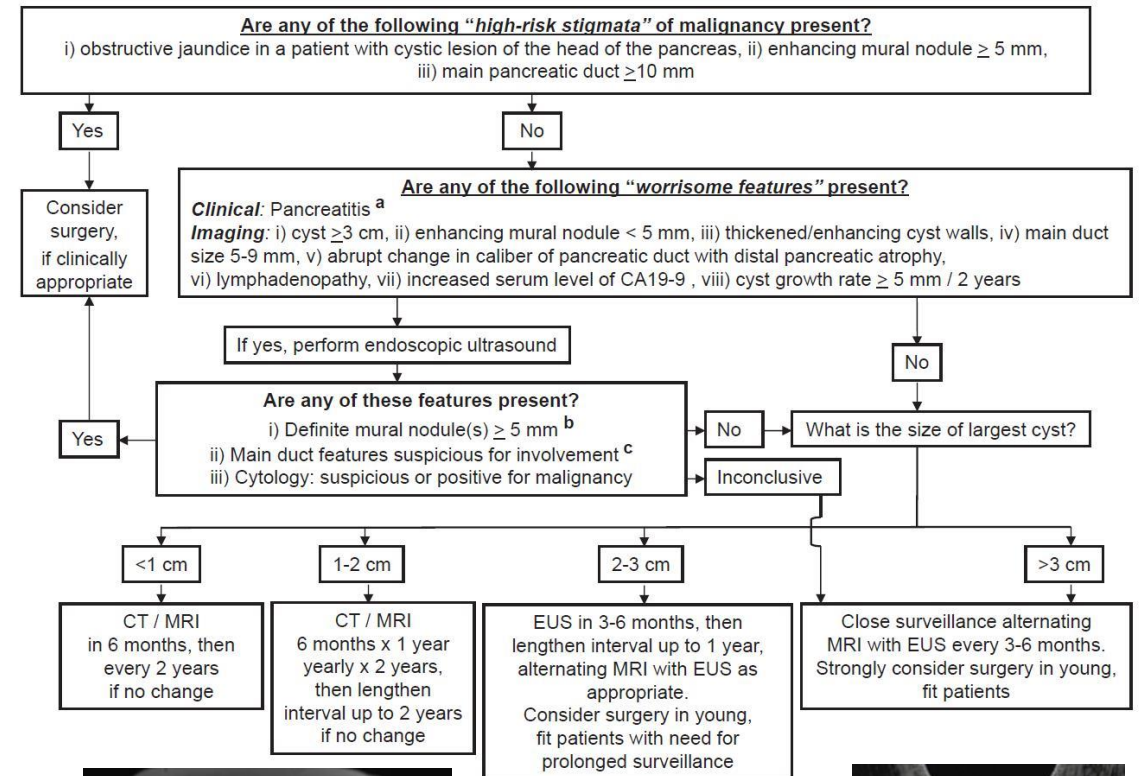 Are any of the following “high-risk stigmata” of malignancy present?
i) obstructive jaundice in a patient with cystic lesion of the head of the pancreas, ii) enhancing mural nodule ≥ 5 mm,
iii) main pancreatic duct ≥10 mm
Yes
No
Consider
surgery,
if clinically
appropriate
Are any of the following “worrisome features” present?
Clinical: Pancreatitis a
Imaging: i) cyst ≥3 cm, ii) enhancing mural nodule < 5 mm, iii) thickened/enhancing cyst walls, iv) main duct
size 5-9 mm, v) abrupt change in caliber of pancreatic duct with distal pancreatic atrophy,
vi) lymphadenopathy, vii) increased serum level of CA19-9 , viii) cyst growth rate ≥ 5 mm / 2 years
If yes, perform endoscopic ultrasound
No
Are any of these features present?
i) Definite mural nodule(s) ≥ 5 mm b
ii) Main duct features suspicious for involvement c
iii) Cytology: suspicious or positive for malignancy
Yes
No
What is the size of largest cyst?
Inconclusive
<1 cm
1-2 cm
2-3 cm
>3 cm
CT / MRI
in 6 months, then
every 2 years
if no change
CT / MRI
6 months x 1 year
yearly x 2 years,
then lengthen
interval up to 2 years
if no change
EUS in 3-6 months, then
lengthen interval up to 1 year,
alternating MRI with EUS as
appropriate.
Consider surgery in young,
fit patients with need for
prolonged surveillance
Close surveillance alternating
MRI with EUS every 3-6 months.
Strongly consider surgery in young,
fit patients